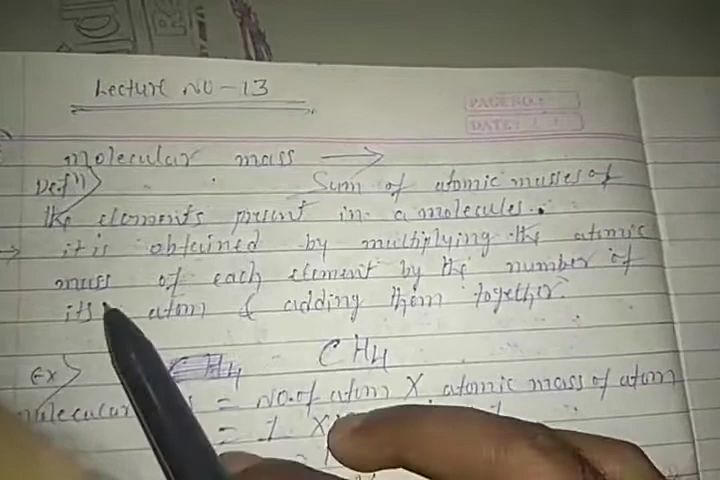 Lecture NO - 13
PAGE NO.:
DATE: / /
molecular mass →
Defⁿ) Sum of atomic masses of
the elements present in a molecules.
→ it is obtained by multiplying the atomic
mass of each element by the number of
its atom & adding them together.
Ex) CH4 CH4
molecular = NO. of atom X atomic mass of atom
= 1 X